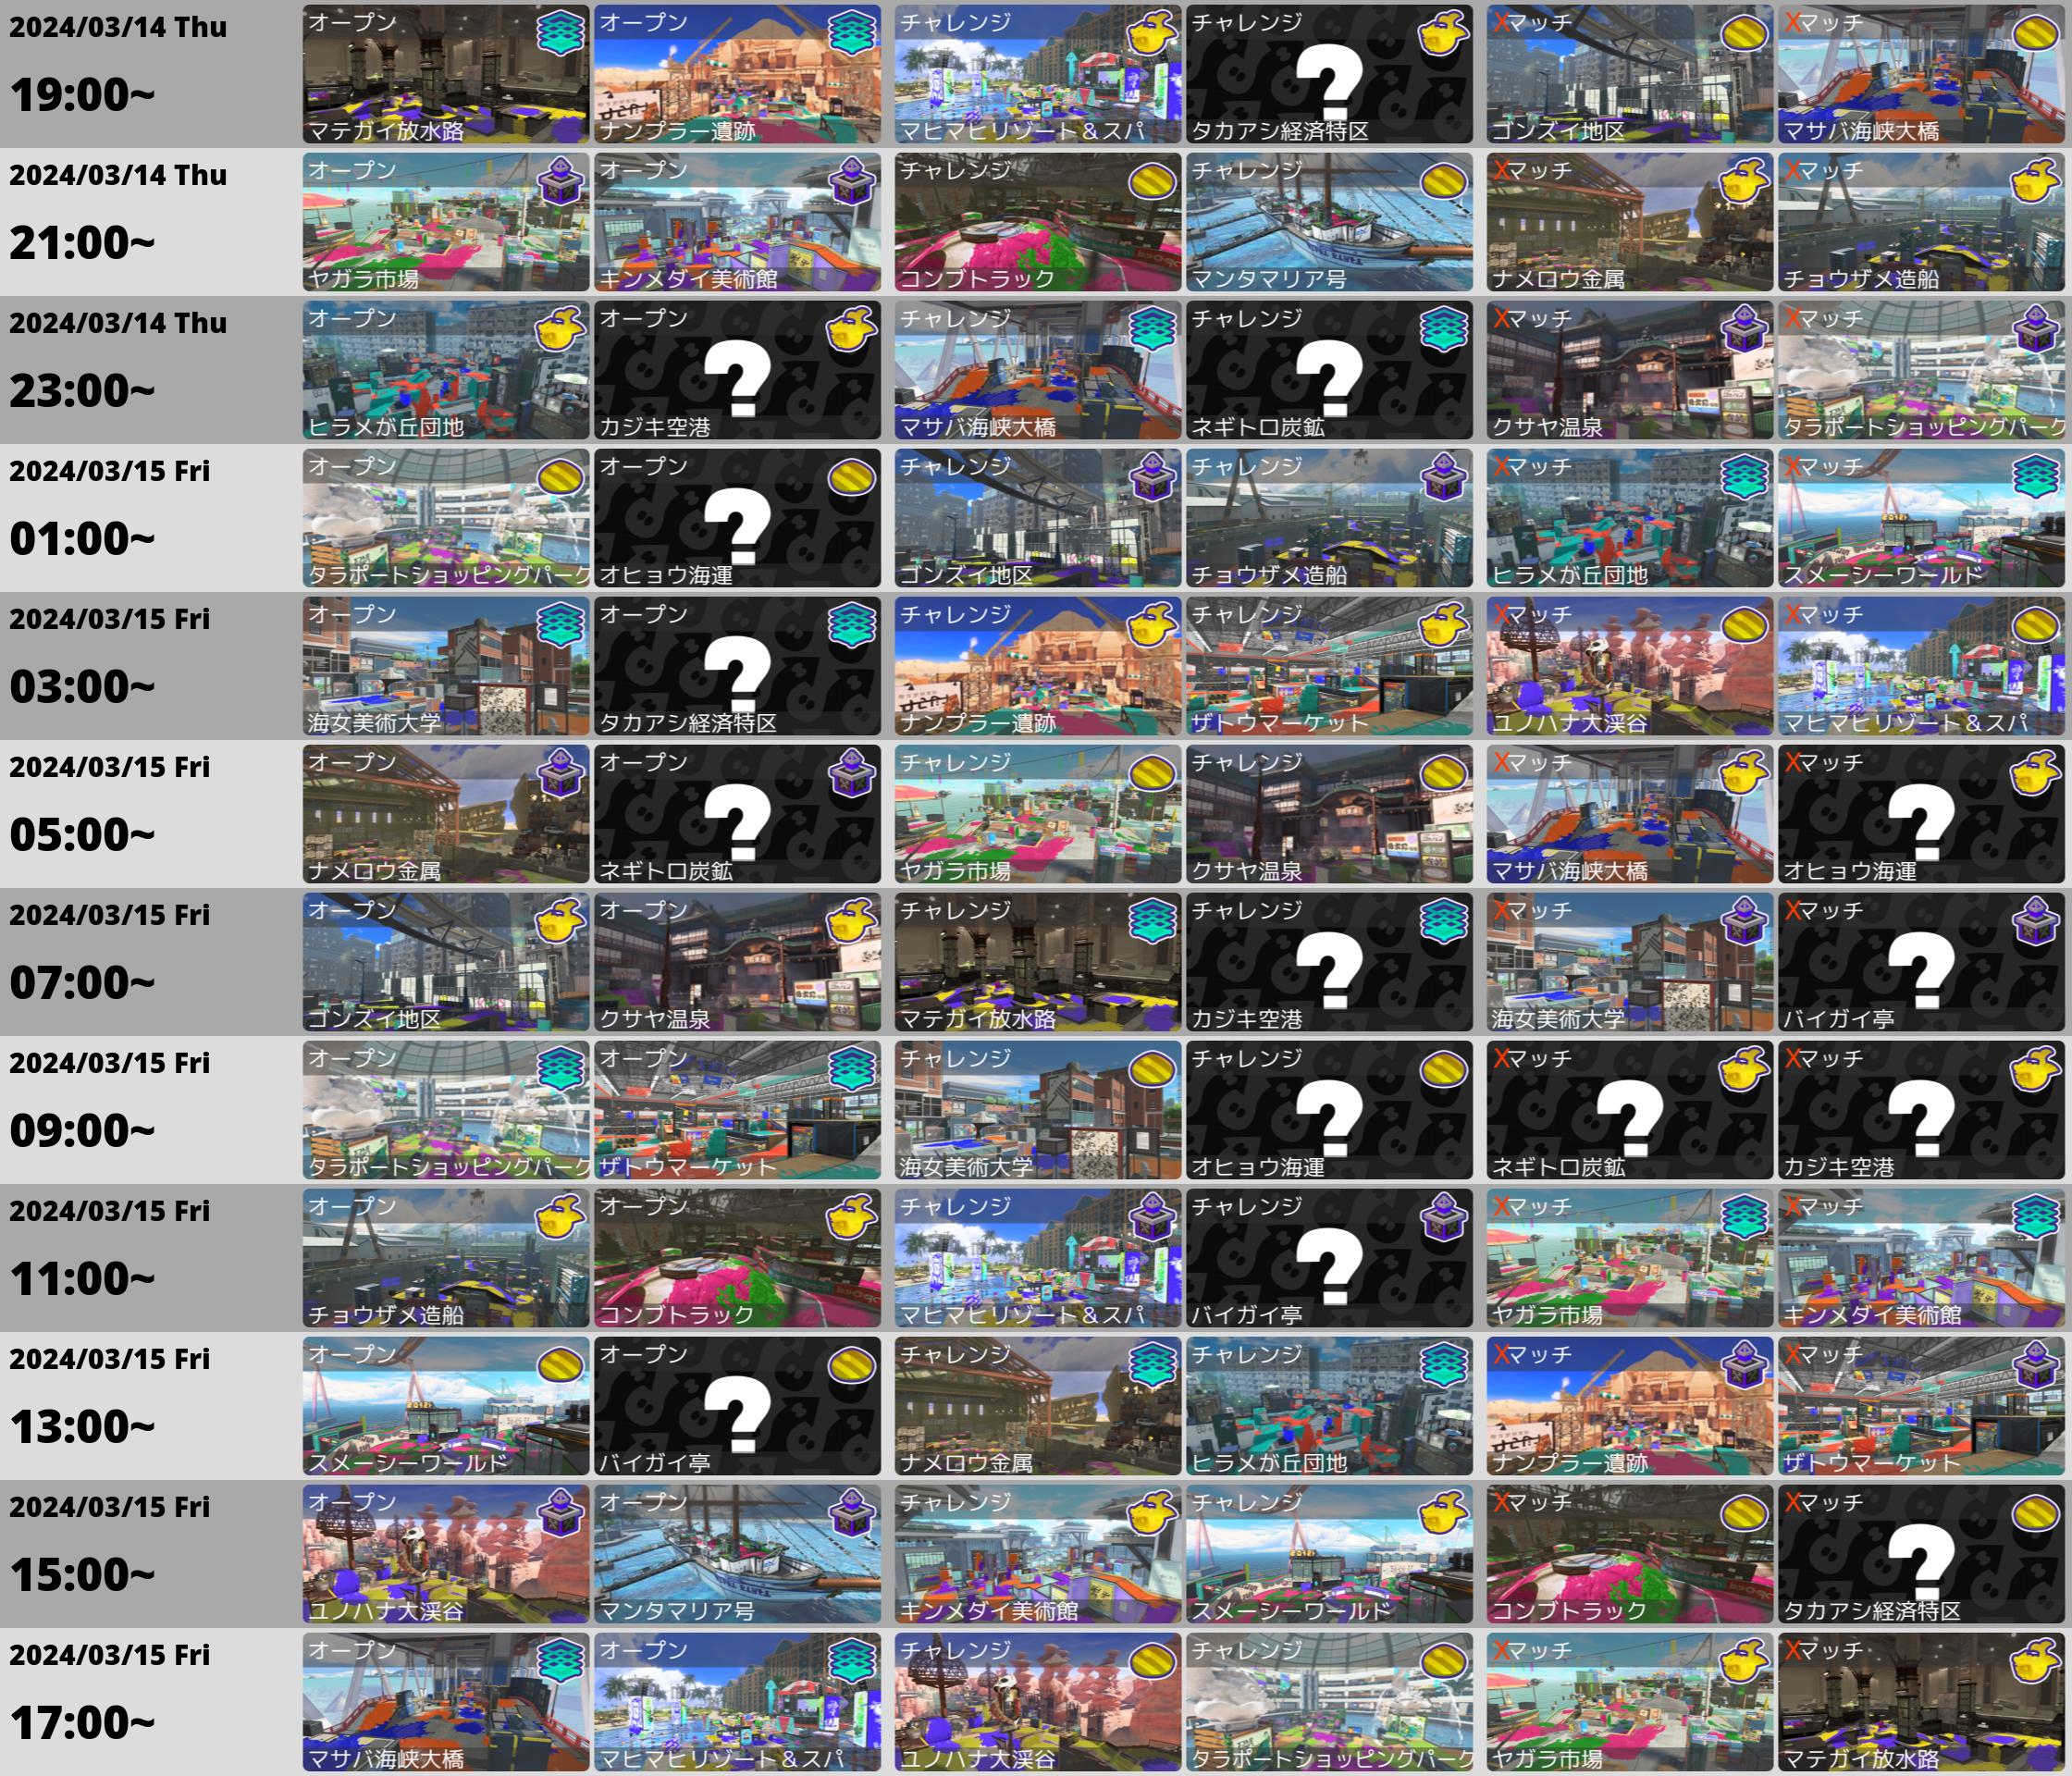 2024/03/14 Thu
19:00~
オープン
マテガイ放水路
オープン
ナンプラー遺跡
チャレンジ
マヒマヒリゾート＆スパ
チャレンジ
?
タカアシ経済特区
Xマッチ
ゴンズイ地区
Xマッチ
マサバ海峡大橋
2024/03/14 Thu
21:00~
オープン
ヤガラ市場
オープン
キンメダイ美術館
チャレンジ
コンブトラック
チャレンジ
マンタマリア号
Xマッチ
ナメロウ金属
Xマッチ
チョウザメ造船
2024/03/14 Thu
23:00~
オープン
ヒラメが丘団地
オープン
?
カジキ空港
チャレンジ
マサバ海峡大橋
チャレンジ
?
ネギトロ炭鉱
Xマッチ
クサヤ温泉
Xマッチ
タラポートショッピングパーク
2024/03/15 Fri
01:00~
オープン
タラポートショッピングパーク
オープン
?
オヒョウ海運
チャレンジ
ゴンズイ地区
チャレンジ
チョウザメ造船
Xマッチ
ヒラメが丘団地
Xマッチ
スメーシーワールド
2024/03/15 Fri
03:00~
オープン
海女美術大学
オープン
?
タカアシ経済特区
チャレンジ
ナンプラー遺跡
チャレンジ
ザトウマーケット
Xマッチ
ユノハナ大渓谷
Xマッチ
マヒマヒリゾート＆スパ
2024/03/15 Fri
05:00~
オープン
ナメロウ金属
オープン
?
ネギトロ炭鉱
チャレンジ
ヤガラ市場
チャレンジ
クサヤ温泉
Xマッチ
マサバ海峡大橋
Xマッチ
?
オヒョウ海運
2024/03/15 Fri
07:00~
オープン
ゴンズイ地区
オープン
クサヤ温泉
チャレンジ
マテガイ放水路
チャレンジ
?
カジキ空港
Xマッチ
海女美術大学
Xマッチ
?
バイガイ亭
2024/03/15 Fri
09:00~
オープン
タラポートショッピングパーク
オープン
ザトウマーケット
チャレンジ
海女美術大学
チャレンジ
?
オヒョウ海運
Xマッチ
?
ネギトロ炭鉱
Xマッチ
?
カジキ空港
2024/03/15 Fri
11:00~
オープン
チョウザメ造船
オープン
コンブトラック
チャレンジ
マヒマヒリゾート＆スパ
チャレンジ
?
バイガイ亭
Xマッチ
ヤガラ市場
Xマッチ
キンメダイ美術館
2024/03/15 Fri
13:00~
オープン
スメーシーワールド
オープン
?
バイガイ亭
チャレンジ
ナメロウ金属
チャレンジ
ヒラメが丘団地
Xマッチ
ナンプラー遺跡
Xマッチ
ザトウマーケット
2024/03/15 Fri
15:00~
オープン
ユノハナ大渓谷
オープン
マンタマリア号
チャレンジ
キンメダイ美術館
チャレンジ
スメーシーワールド
Xマッチ
コンブトラック
Xマッチ
?
タカアシ経済特区
2024/03/15 Fri
17:00~
オープン
マサバ海峡大橋
オープン
マヒマヒリゾート＆スパ
チャレンジ
ユノハナ大渓谷
チャレンジ
タラポートショッピングパーク
Xマッチ
ヤガラ市場
Xマッチ
マテガイ放水路